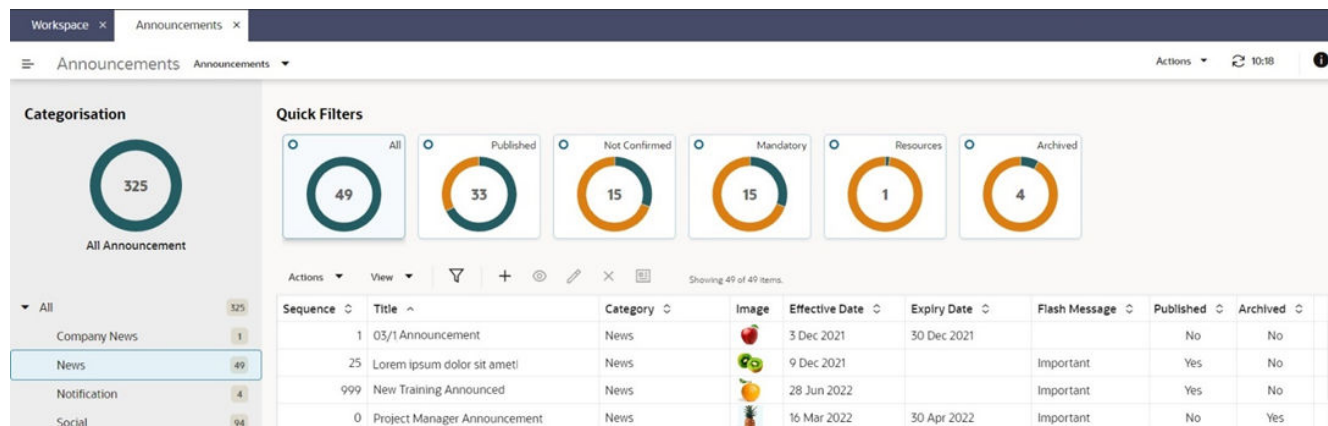 Workspace × Announcements ×
Announcements Announcements Actions 10:18
Categorisation
325
All Announcement
All 325
Company News 1
News 49
Notification 4
Social 94
Quick Filters
All Published Not Confirmed Mandatory Resources Archived
49 33 15 15 1 4
Actions View Showing 49 of 49 items.
Sequence Title Category Image Effective Date Expiry Date Flash Message Published Archived
1 03/1 Announcement News 3 Dec 2021 30 Dec 2021 No No
25 Lorem ipsum dolor sit amet! News 9 Dec 2021 Important Yes No
999 New Training Announced News 28 Jun 2022 Important Yes No
0 Project Manager Announcement News 16 Mar 2022 30 Apr 2022 Important No Yes